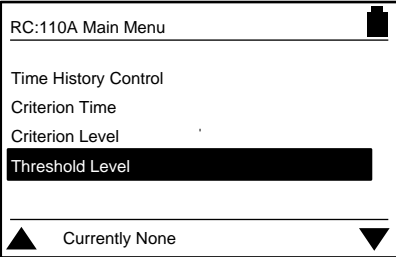 RC:110A Main Menu
Time History Control
Criterion Time
Criterion Level
Threshold Level
Currently None